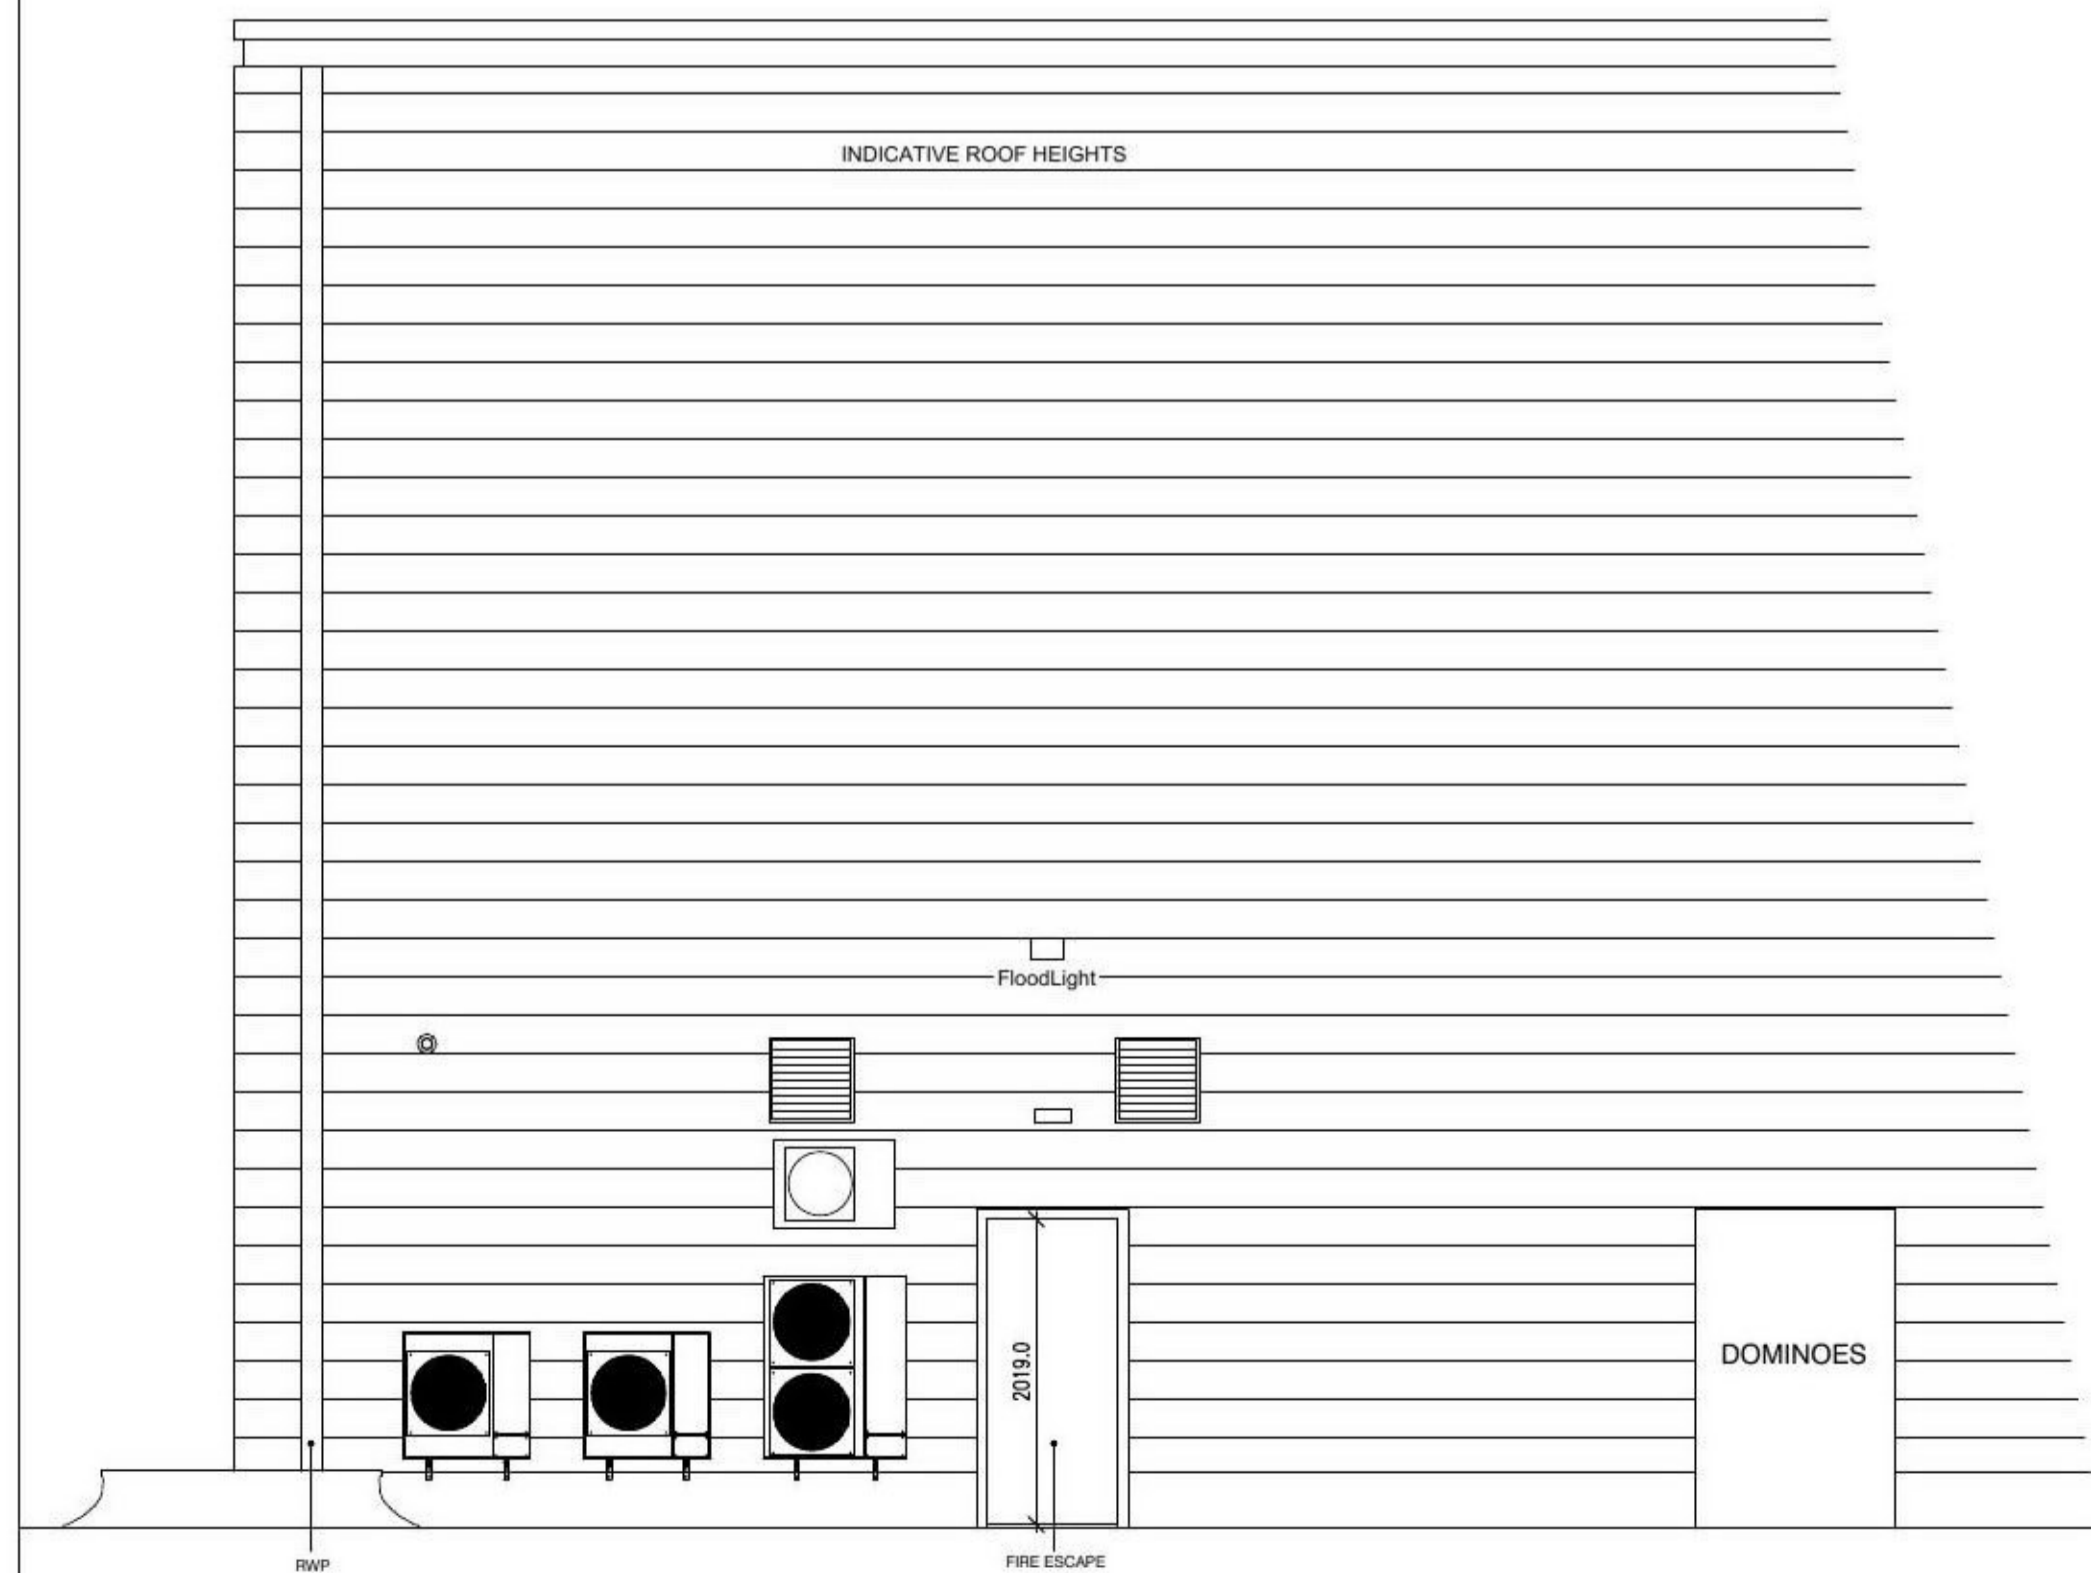 INDICATIVE ROOF HEIGHTS
FloodLight
2019.0
DOMINOES
RWP
FIRE ESCAPE